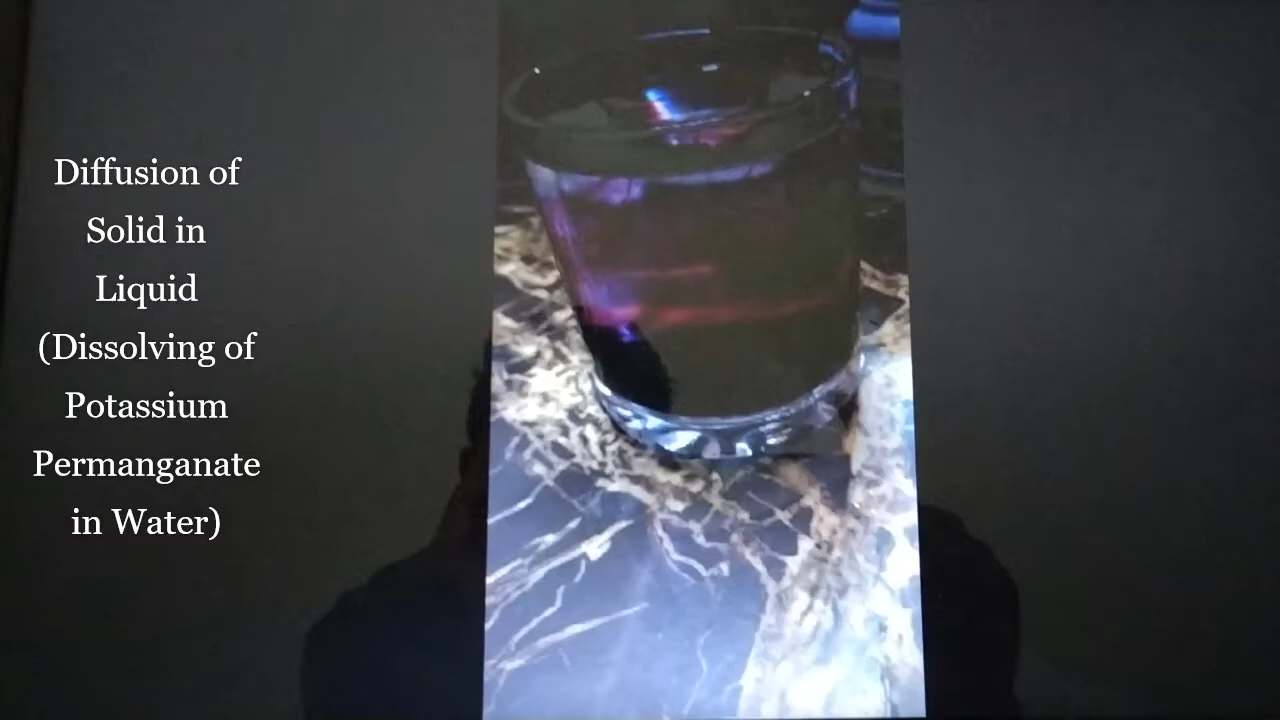 Diffusion of
Solid in
Liquid
(Dissolving of
Potassium
Permanganate
in Water)